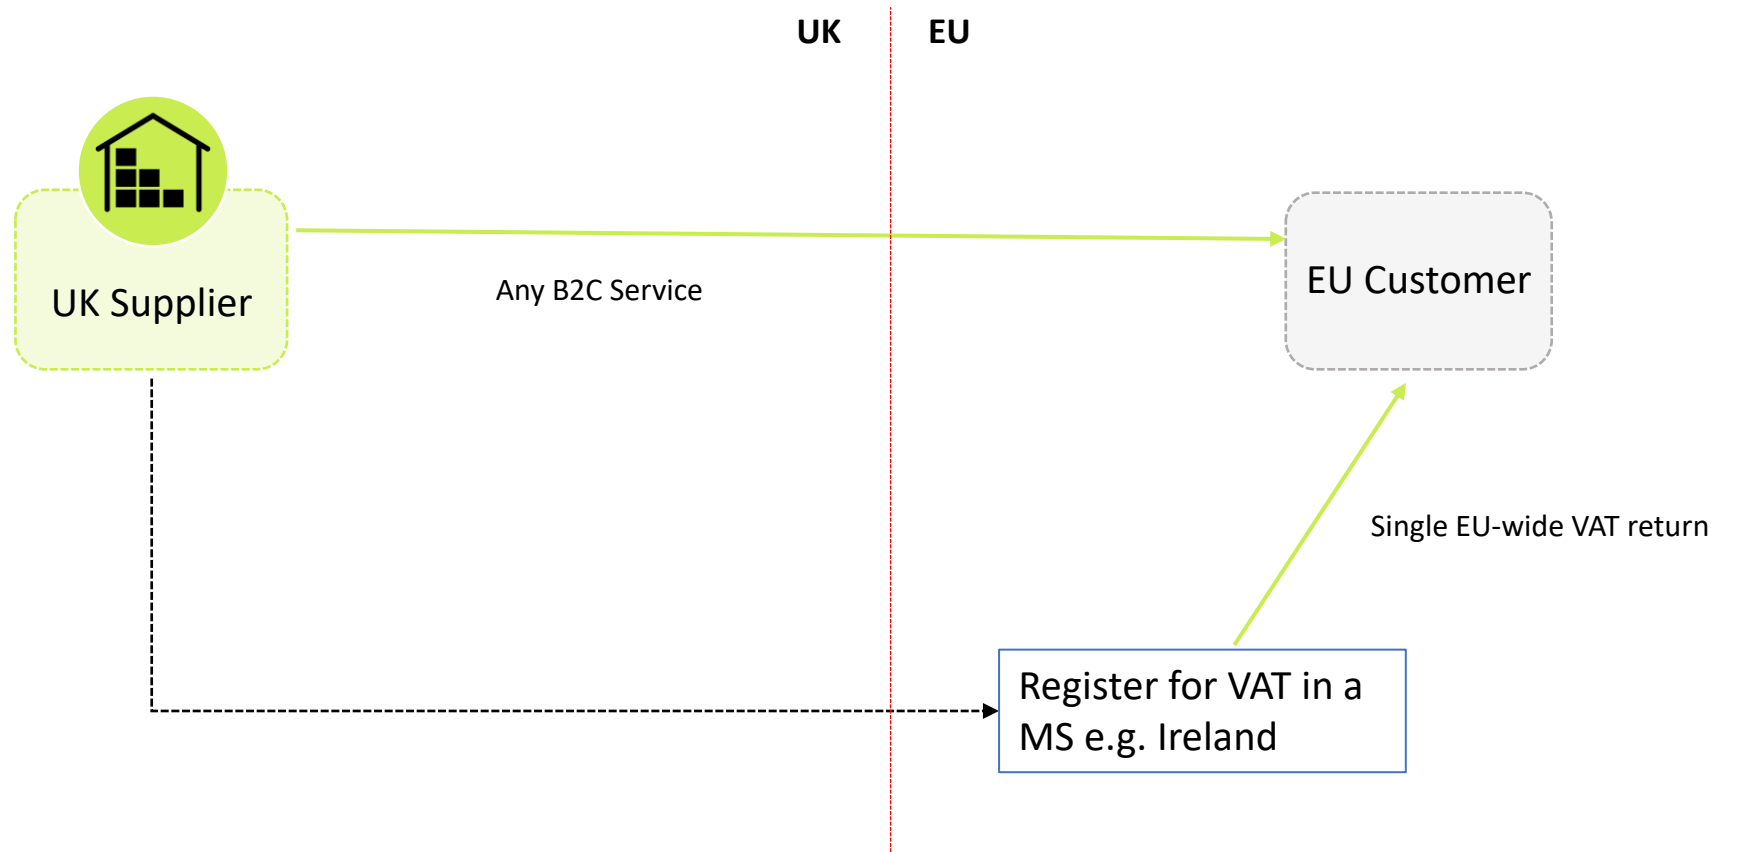 UK
EU
UK Supplier
Any B2C Service
EU Customer
Single EU-wide VAT return
Register for VAT in a
MS e.g. Ireland